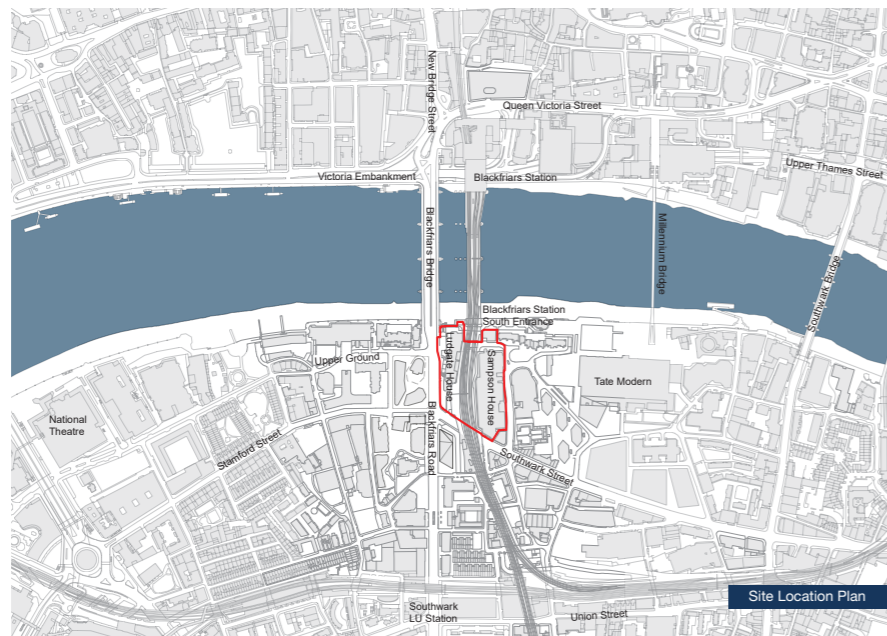 New Bridge Street
Queen Victoria Street
Upper Thames Street
Victoria Embankment
Blackfriars Station
Blackfriars Bridge
Millennium Bridge
Southwark Bridge
Blackfriars Station
South Entrance
Upper Ground
Ludgate House
Sampson House
Tate Modern
National
Theatre
Stamford Street
Blackfriars Road
Southwark Street
Site Location Plan
Southwark
LU Station
Union Street